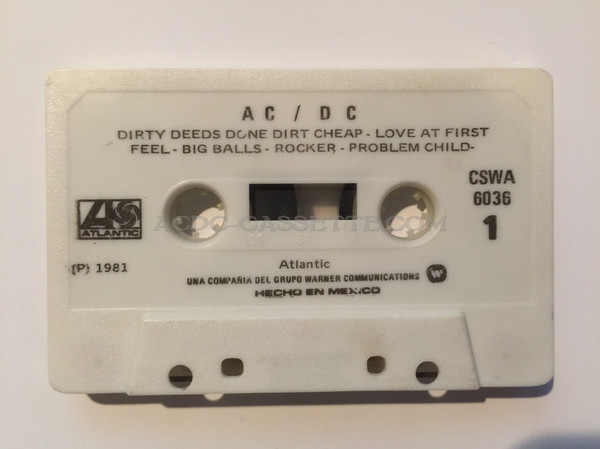 AC/DC
DIRTY DEEDS DONE DIRT CHEAP - LOVE AT FIRST
FEEL - BIG BALLS - ROCKER - PROBLEM CHILD-
CSWA
6036
1
ATLANTIC
ACDC-CASSETTE.COM
(P) 1981
Atlantic
UNA COMPAÑIA DEL GRUPO WARNER COMMUNICATIONS
HECHO EN MEXICO